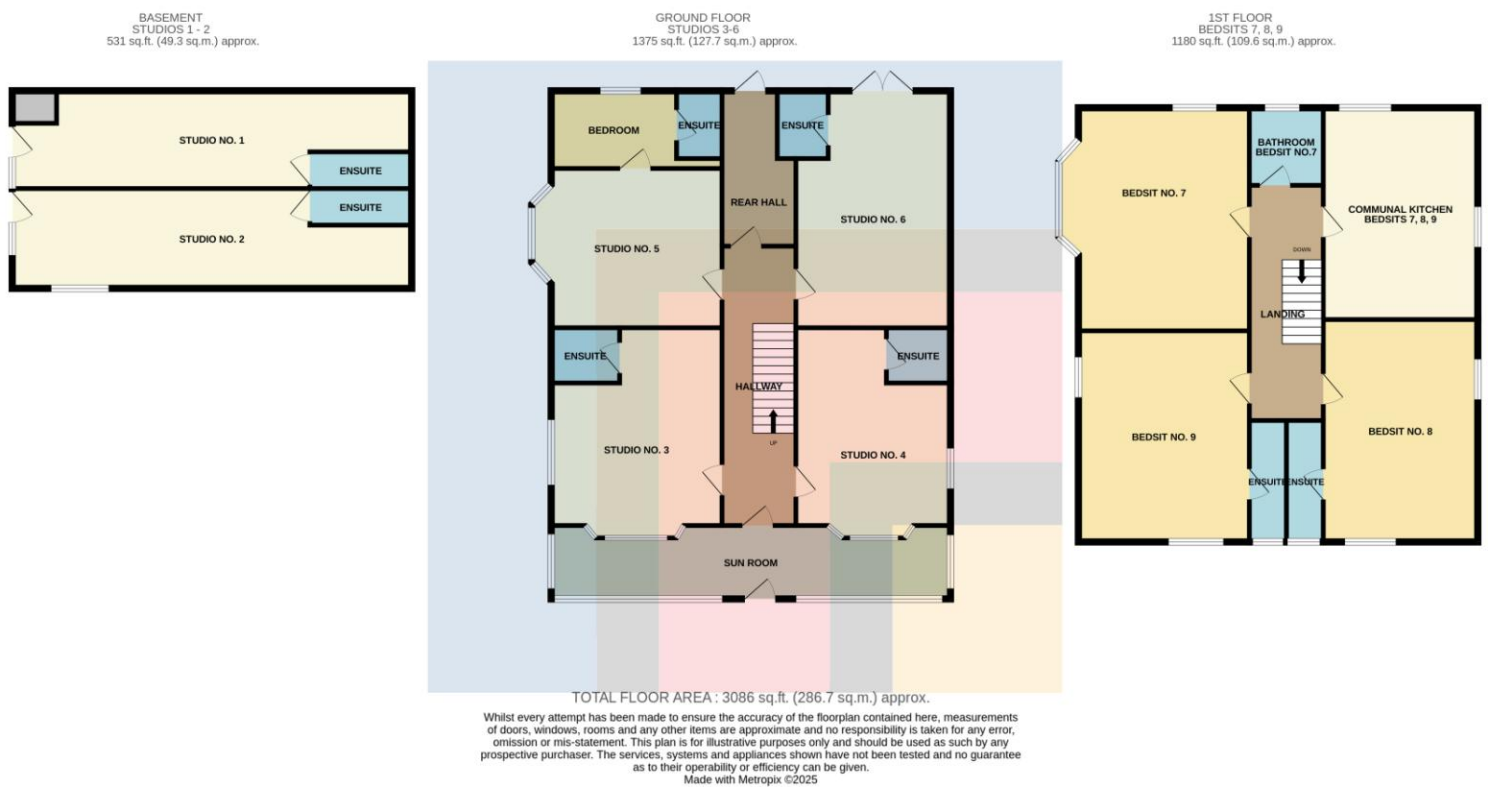 BASEMENT
STUDIOS 1 - 2
531 sq.ft. (49.3 sq.m.) approx.
GROUND FLOOR
STUDIOS 3-6
1375 sq.ft. (127.7 sq.m.) approx.
1ST FLOOR
BEDSITS 7, 8, 9
1180 sq.ft. (109.6 sq.m.) approx.
STUDIO NO. 1
ENSUITE
ENSUITE
STUDIO NO. 2
BEDROOM
ENSUITE
ENSUITE
REAR HALL
STUDIO NO. 6
STUDIO NO. 5
ENSUITE
ENSUITE
HALLWAY
UP
STUDIO NO. 3
STUDIO NO. 4
SUN ROOM
BATHROOM
BEDSIT NO.7
BEDSIT NO. 7
COMMUNAL KITCHEN
BEDSITS 7, 8, 9
DOWN
LANDING
BEDSIT NO. 9
BEDSIT NO. 8
ENSUITE
ENSUITE
TOTAL FLOOR AREA : 3086 sq.ft. (286.7 sq.m.) approx.
Whilst every attempt has been made to ensure the accuracy of the floorplan contained here, measurements
of doors, windows, rooms and any other items are approximate and no responsibility is taken for any error,
omission or mis-statement. This plan is for illustrative purposes only and should be used as such by any
prospective purchaser. The services, systems and appliances shown have not been tested and no guarantee
as to their operability or efficiency can be given.
Made with Metropix ©2025